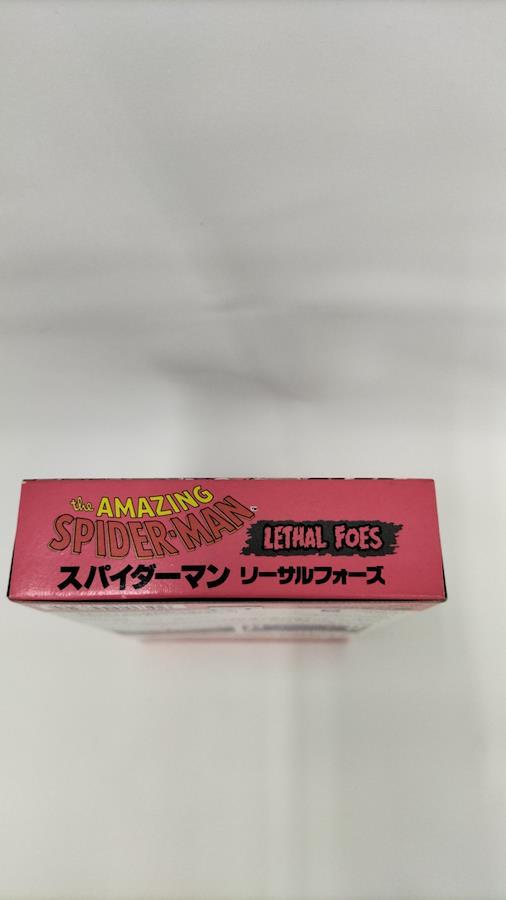 the AMAZING
SPIDER-MAN™
LETHAL FOES
スパイダーマン リーサルフォーズ